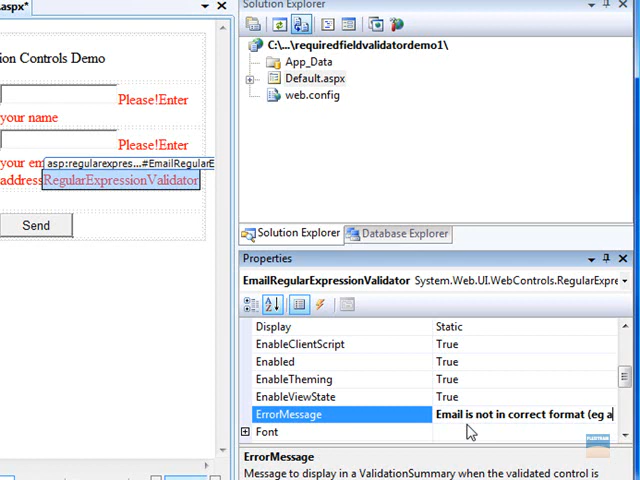 .aspx*
ion Controls Demo
Please!Enter
your name
Please!Enter
your em
asp:regularexpres...#EmailRegularE
address RegularExpressionValidator
Send
Solution Explorer
C:\...\requiredfieldvalidatordemo1\
App_Data
Default.aspx
web.config
Solution Explorer
Database Explorer
Properties
EmailRegularExpressionValidator System.Web.UI.WebControls.RegularExpre
Display Static
EnableClientScript True
Enabled True
EnableTheming True
EnableViewState True
ErrorMessage Email is not in correct format (eg a
Font
ErrorMessage
Message to display in a ValidationSummary when the validated control is